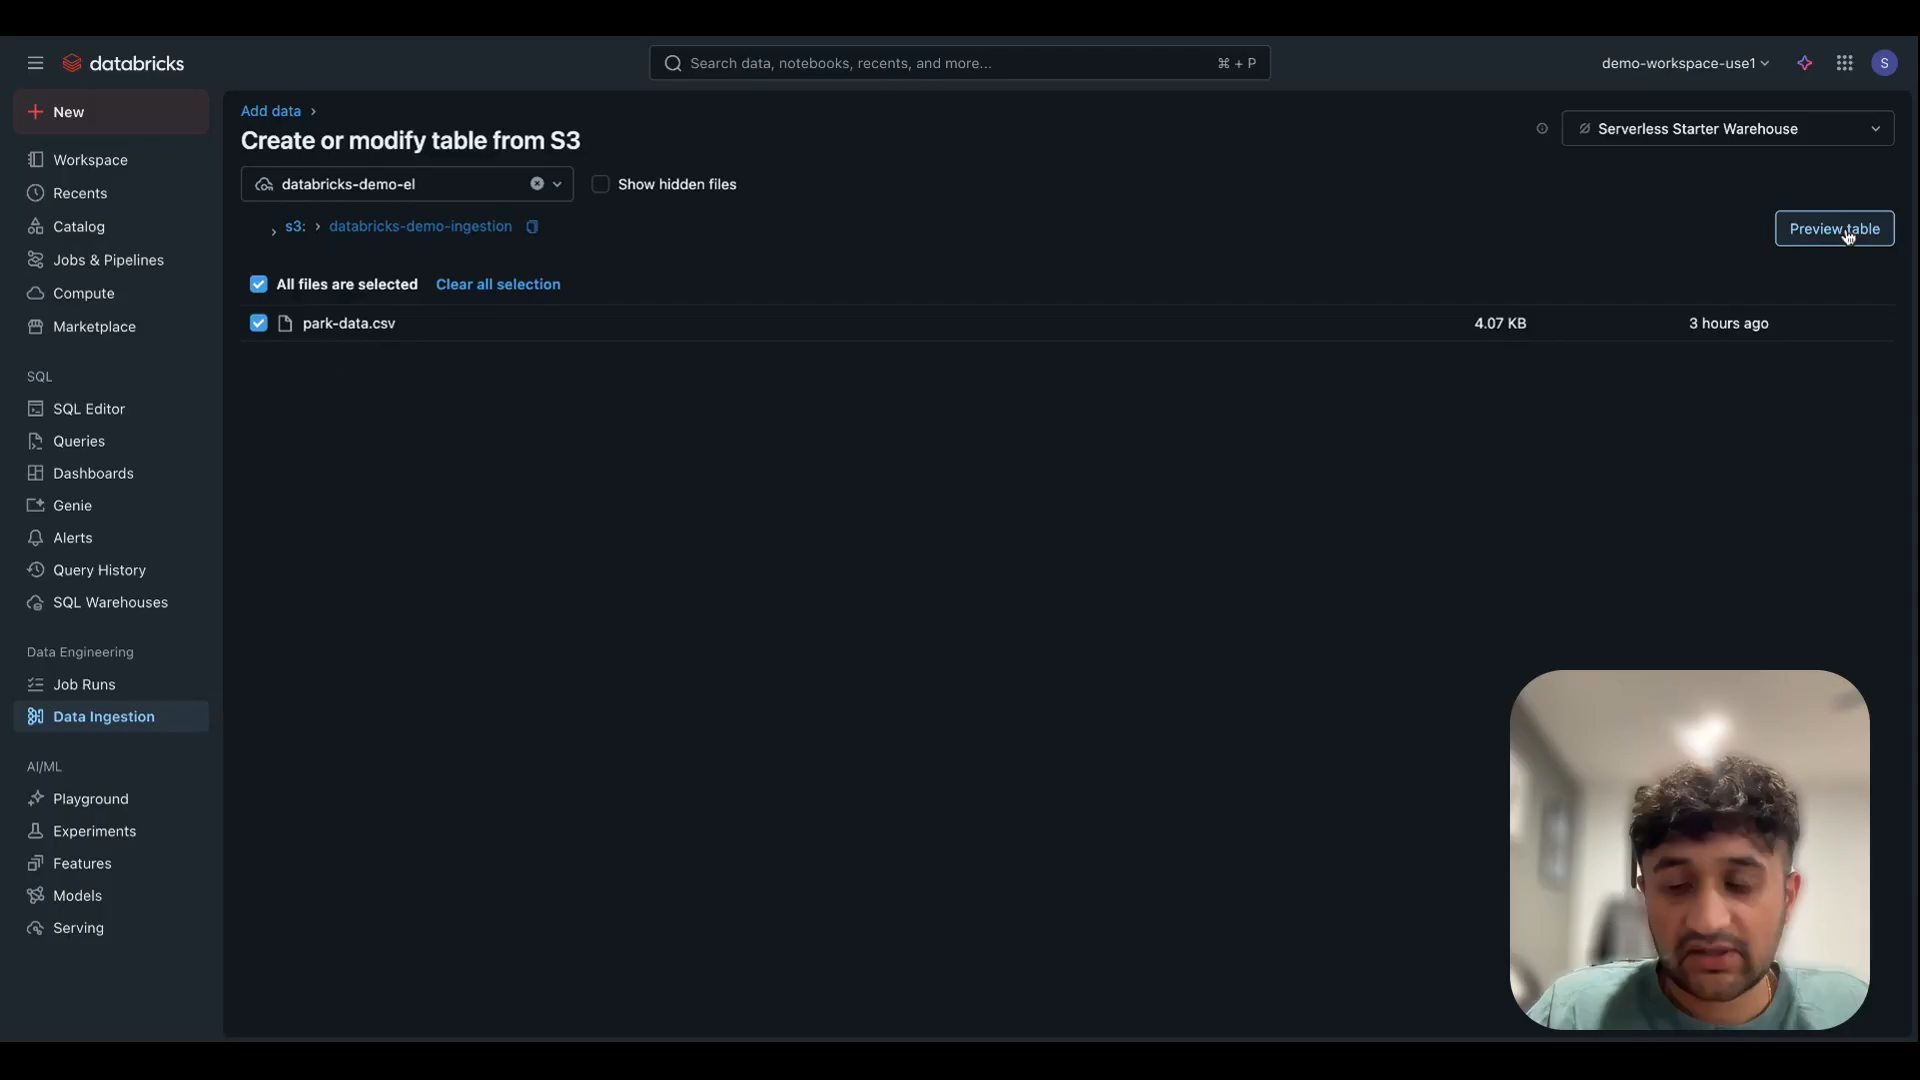 databricks
Search data, notebooks, recents, and more...
⌘ + P
demo-workspace-use1
S
New
Workspace
Recents
Catalog
Jobs & Pipelines
Compute
Marketplace
SQL
SQL Editor
Queries
Dashboards
Genie
Alerts
Query History
SQL Warehouses
Data Engineering
Job Runs
Data Ingestion
AI/ML
Playground
Experiments
Features
Models
Serving
Add data ›
Create or modify table from S3
Serverless Starter Warehouse
databricks-demo-el
Show hidden files
› s3: › databricks-demo-ingestion
Preview table
All files are selected Clear all selection
park-data.csv 4.07 KB 3 hours ago